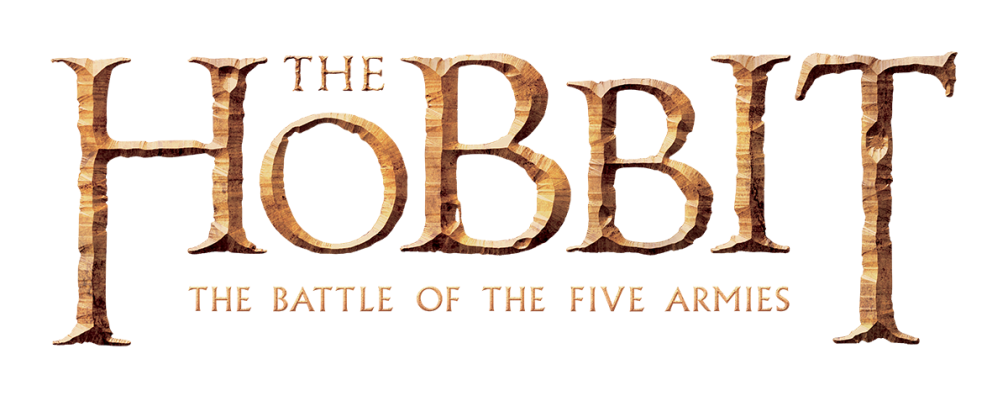 THE
HOBBIT
THE BATTLE OF THE FIVE ARMIES